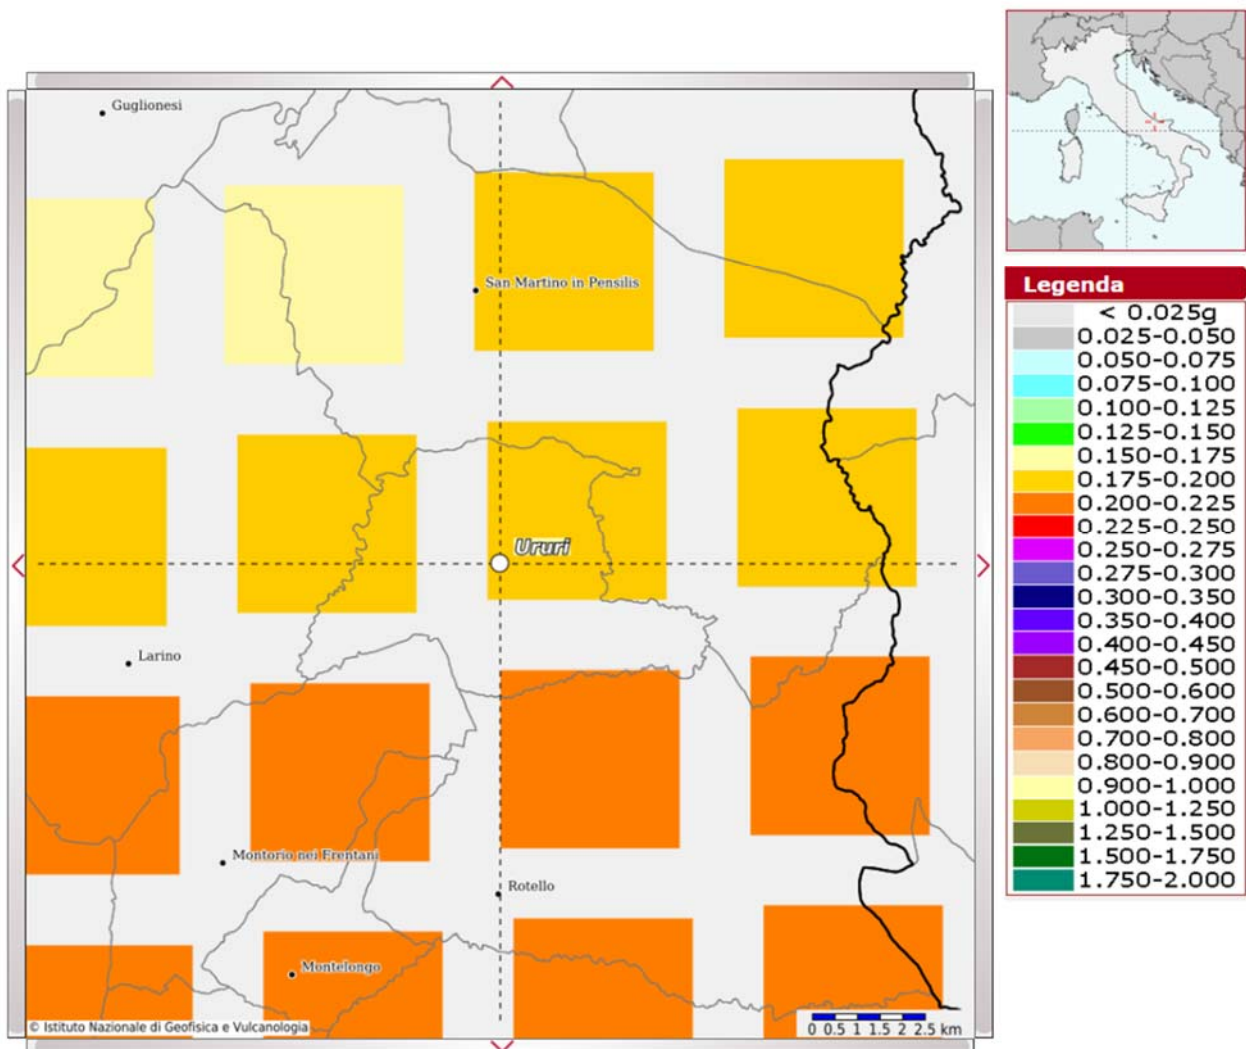 Guglionesi
San Martino in Pensilis
Ururi
Larino
Montorio nei Frentani
Rotello
Montelongo
© Istituto Nazionale di Geofisica e Vulcanologia
0 0.5 1 1.5 2 2.5 km
Legenda
< 0.025g
0.025-0.050
0.050-0.075
0.075-0.100
0.100-0.125
0.125-0.150
0.150-0.175
0.175-0.200
0.200-0.225
0.225-0.250
0.250-0.275
0.275-0.300
0.300-0.350
0.350-0.400
0.400-0.450
0.450-0.500
0.500-0.600
0.600-0.700
0.700-0.800
0.800-0.900
0.900-1.000
1.000-1.250
1.250-1.500
1.500-1.750
1.750-2.000